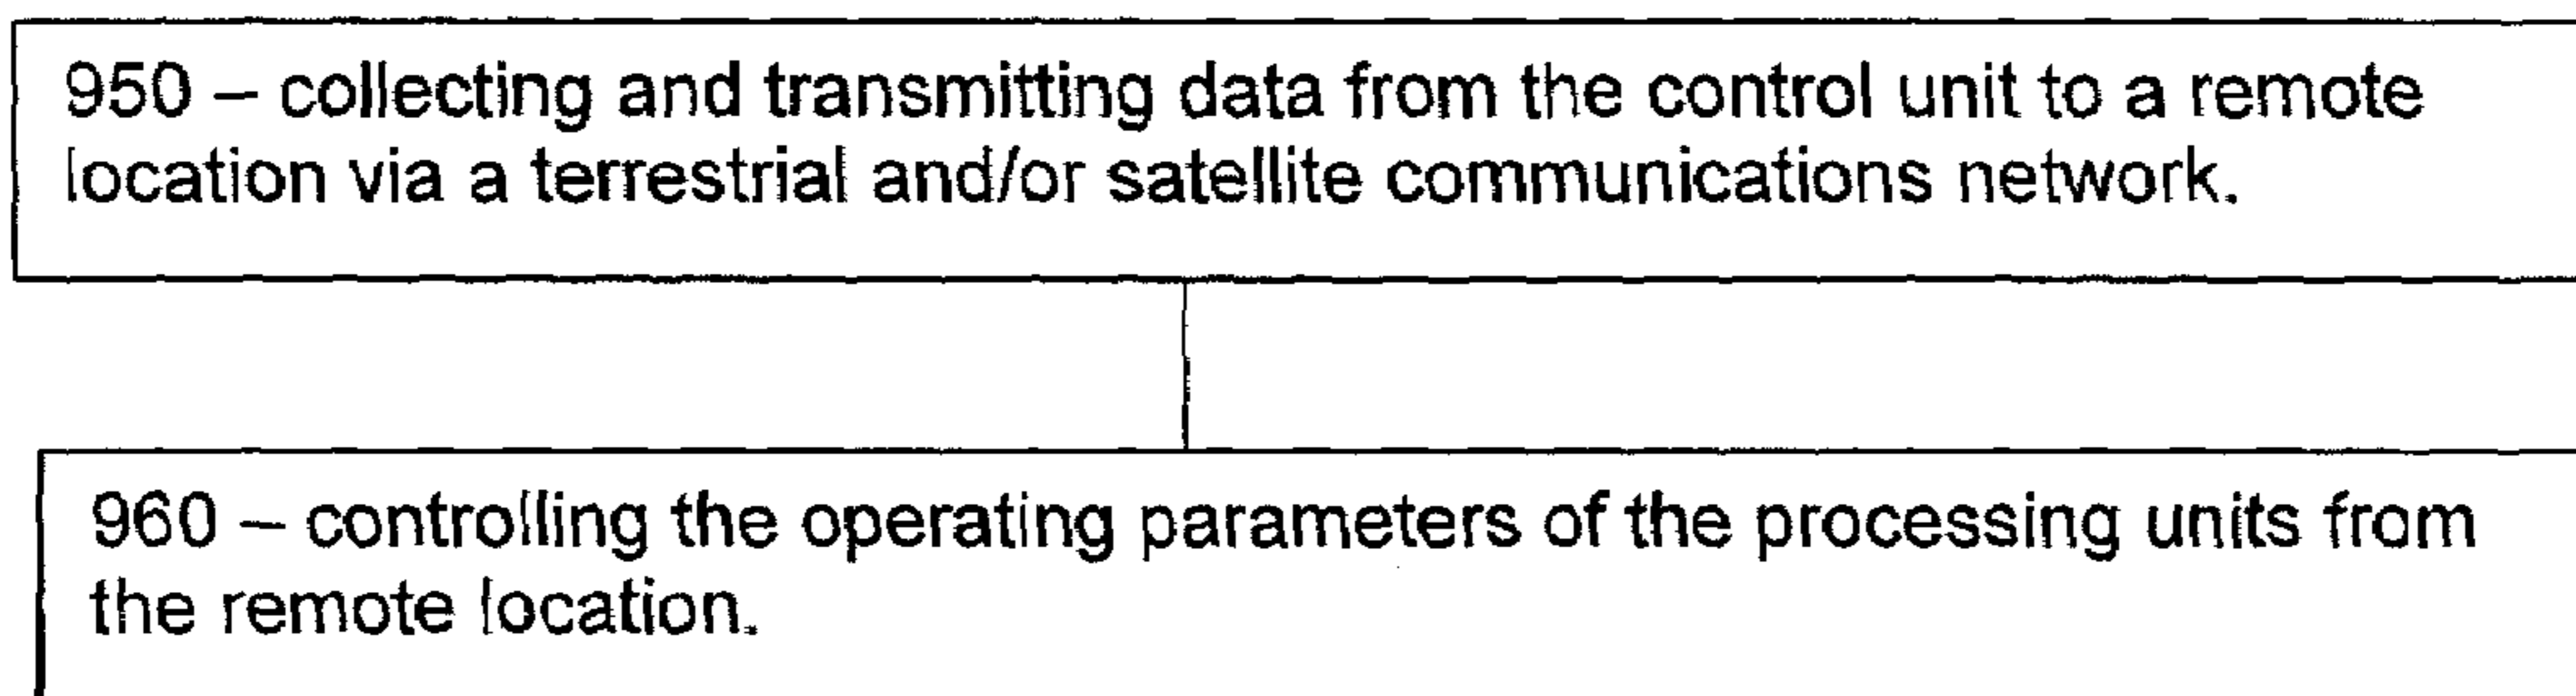 950 – collecting and transmitting data from the control unit to a remote
location via a terrestrial and/or satellite communications network.
960 – controlling the operating parameters of the processing units from
the remote location.